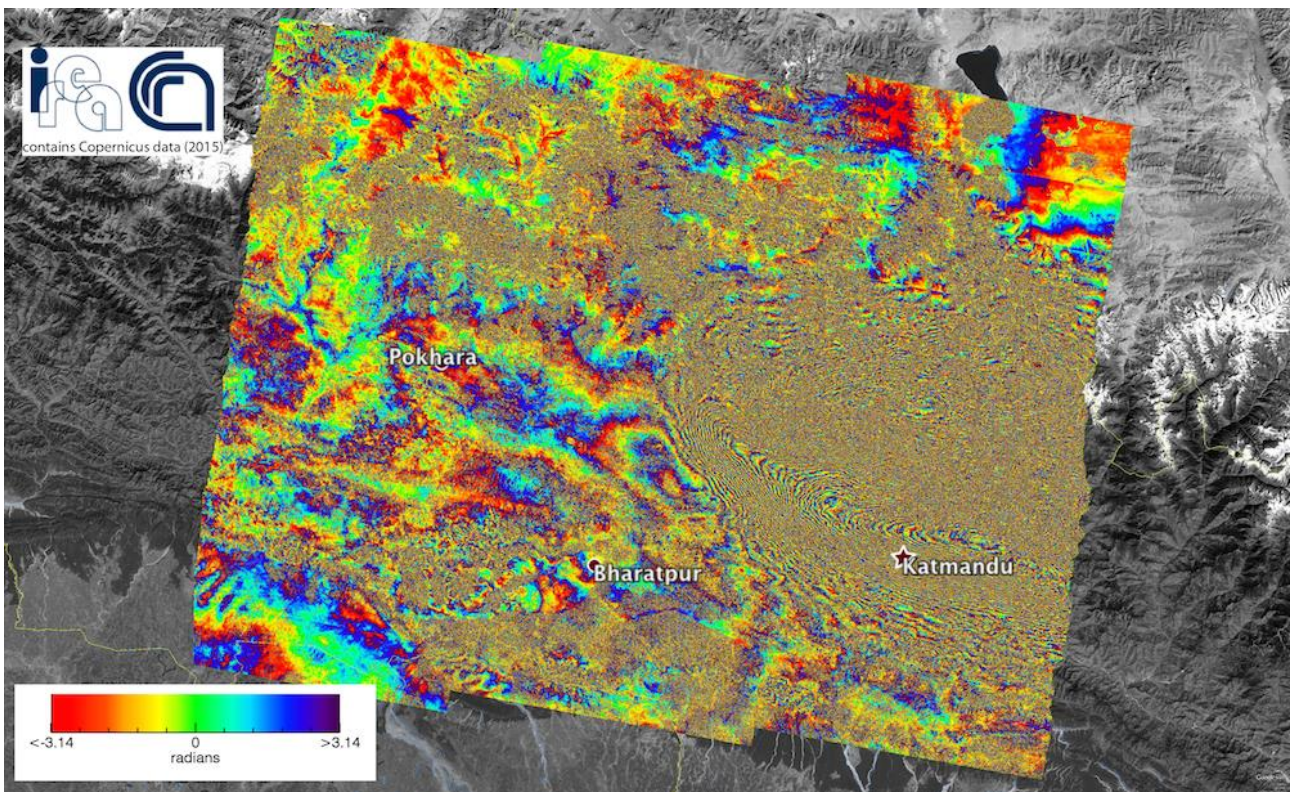 irea
contains Copernicus data (2015)
Pokhara
Bharatpur
Katmandu
<-3.14 0 >3.14
radians